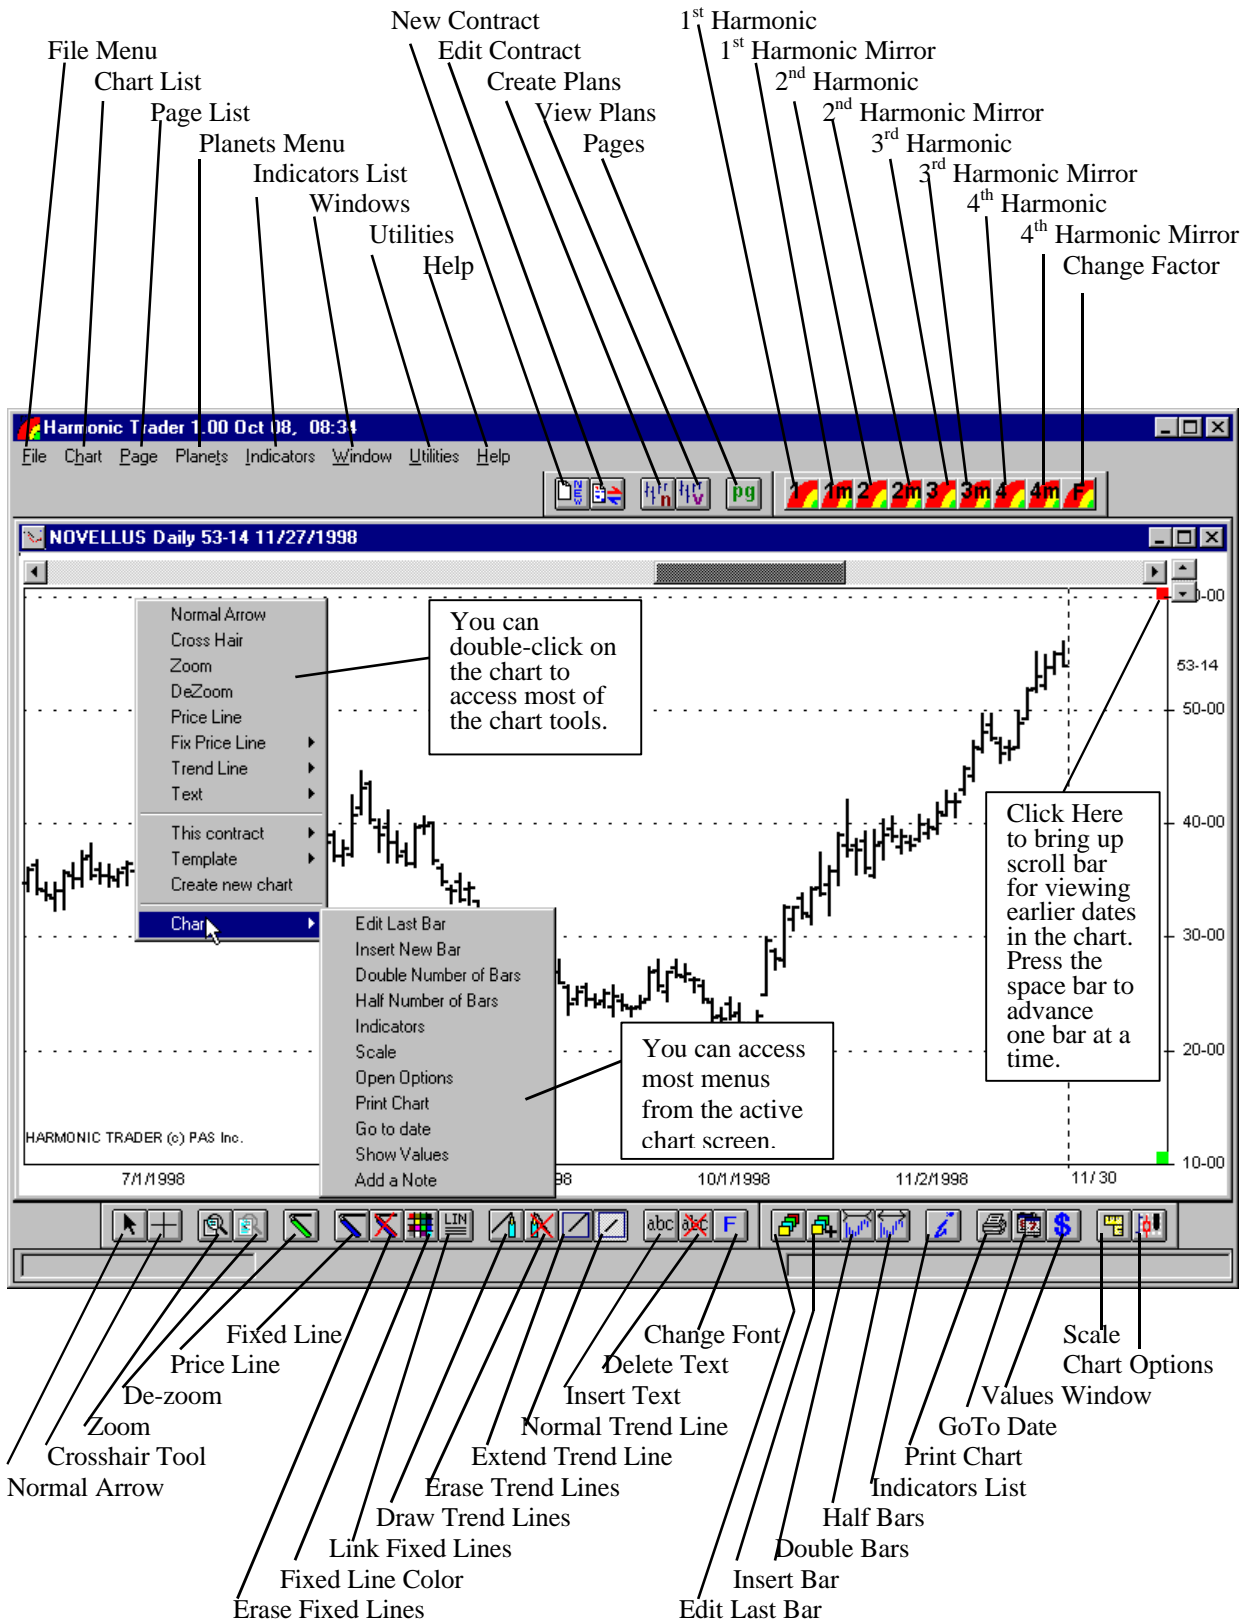 New Contract
1st Harmonic
File Menu
Edit Contract
1st Harmonic Mirror
Chart List
Create Plans
2nd Harmonic
Page List
View Plans
2nd Harmonic Mirror
Planets Menu
Pages
3rd Harmonic
Indicators List
3rd Harmonic Mirror
Windows
4th Harmonic
Utilities
4th Harmonic Mirror
Help
Change Factor
Harmonic Trader 1.00 Oct 08, 08:34
File Chart Page Planets Indicators Window Utilities Help
NEW n v pg 1 1m 2 2m 3 3m 4 4m F
NOVELLUS Daily 53-14 11/27/1998
0-00
53-14
50-00
40-00
30-00
20-00
10-00
Normal Arrow
Cross Hair
Zoom
DeZoom
Price Line
Fix Price Line
Trend Line
Text
This contract
Template
Create new chart
Char
You can
double-click on
the chart to
access most of
the chart tools.
Click Here
to bring up
scroll bar
for viewing
earlier dates
in the chart.
Press the
space bar to
advance
one bar at a
time.
Edit Last Bar
Insert New Bar
Double Number of Bars
Half Number of Bars
Indicators
Scale
Open Options
Print Chart
Go to date
Show Values
Add a Note
You can access
most menus
from the active
chart screen.
HARMONIC TRADER (c) PAS Inc.
7/1/1998 98 10/1/1998 11/2/1998 11/30
LIN abc abc F $
Fixed Line
Change Font
Scale
Price Line
Delete Text
Chart Options
De-zoom
Insert Text
Values Window
Zoom
Normal Trend Line
GoTo Date
Crosshair Tool
Extend Trend Line
Print Chart
Normal Arrow
Erase Trend Lines
Indicators List
Draw Trend Lines
Half Bars
Link Fixed Lines
Double Bars
Fixed Line Color
Insert Bar
Erase Fixed Lines
Edit Last Bar